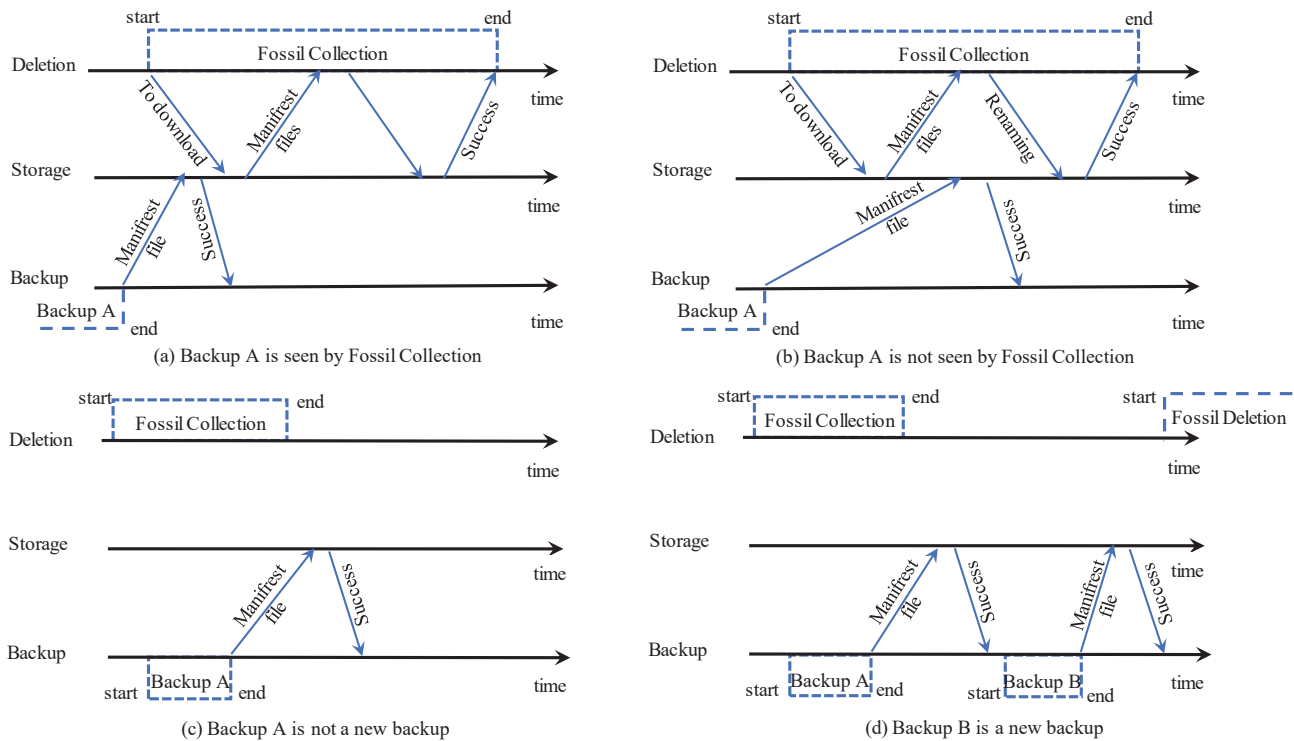 start
end
Fossil Collection
Deletion
time
To download
Manifrest
files
Success
Storage
time
Manifrest
file
Success
Backup
Backup A
end
time
(a) Backup A is seen by Fossil Collection
start
end
Fossil Collection
Deletion
time
To download
Manifrest
files
Renaming
Success
Storage
time
Manifrest
file
Success
Backup
Backup A
end
time
(b) Backup A is not seen by Fossil Collection
start
end
Fossil Collection
Deletion
time
Storage
time
Manifrest
file
Success
Backup
start
Backup A
end
time
(c) Backup A is not a new backup
start
end
Fossil Collection
start
Fossil Deletion
Deletion
time
Storage
time
Manifrest
file
Success
Manifrest
file
Success
Backup
start
Backup A
end
start
Backup B
end
time
(d) Backup B is a new backup